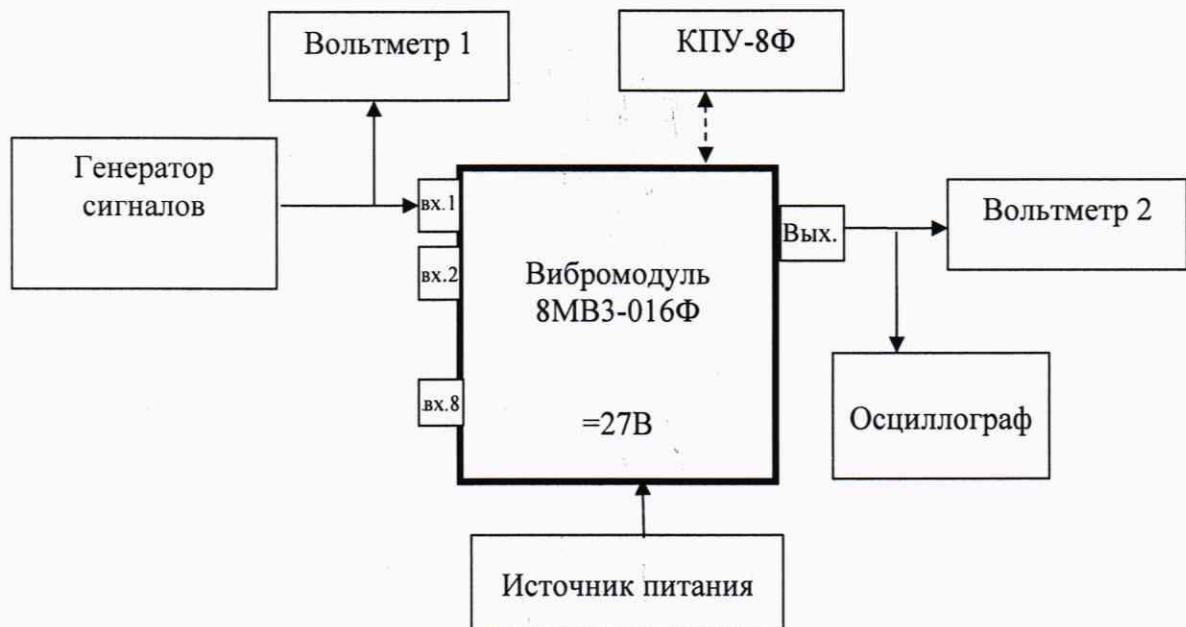 Вольтметр 1
КПУ-8Ф
Генератор
сигналов
вх.1
вх.2
вх.8
Вибромодуль
8МВ3-016Ф
=27В
Вых.
Вольтметр 2
Осциллограф
Источник питания